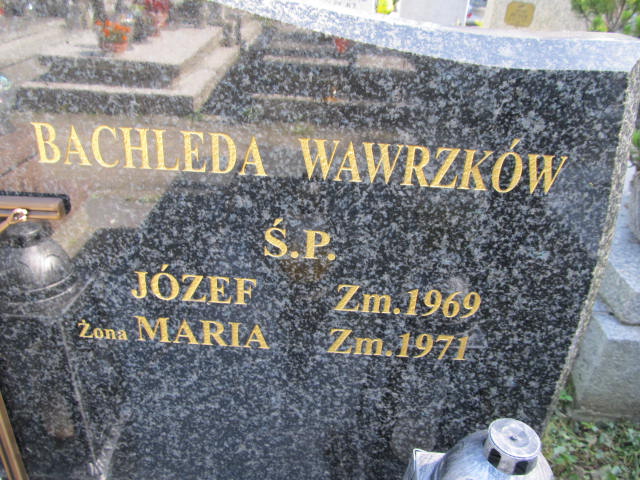 BACHLEDA WAWRZKÓW
Ś.P.
JÓZEF Zm.1969
Żona MARIA Zm.1971